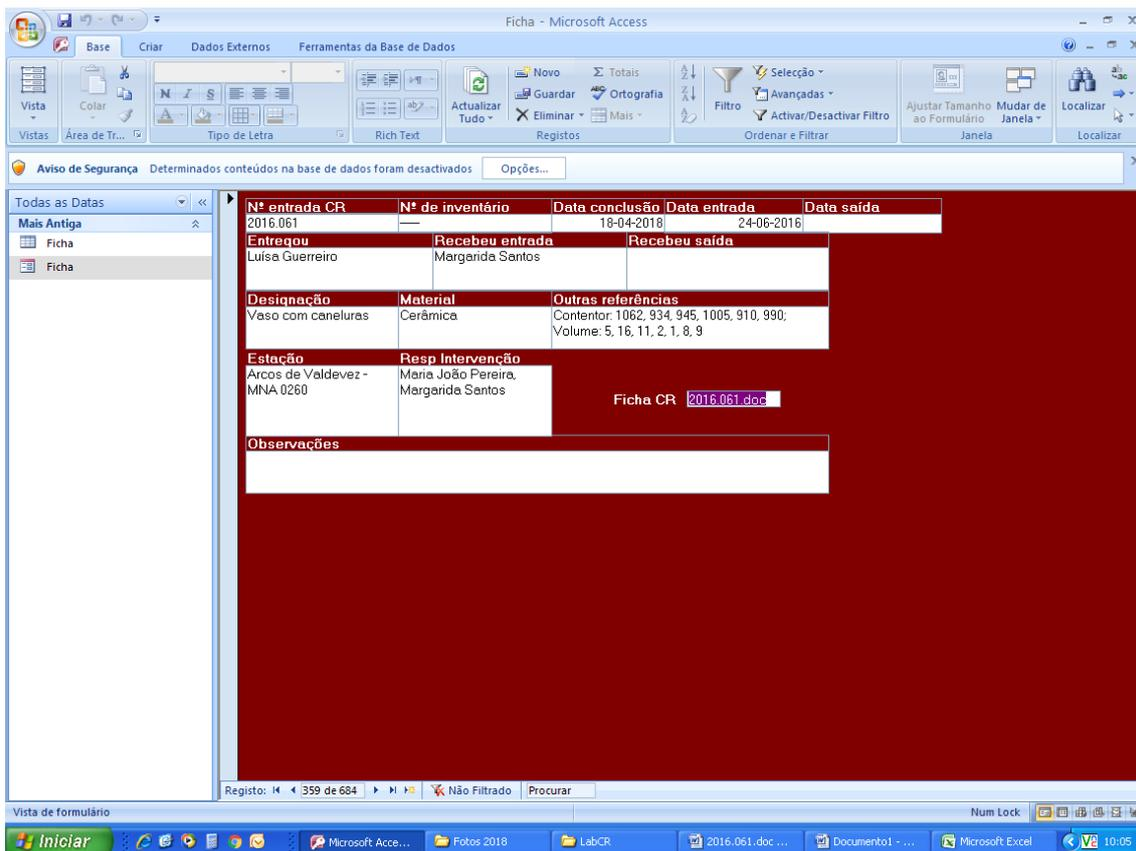 Ficha - Microsoft Access
Base Criar Dados Externos Ferramentas da Base de Dados
Vista
Vistas
Colar
Área de Tr...
N I S
Tipo de Letra
Rich Text
Actualizar Tudo
Novo
Guardar
Eliminar
Σ Totais
Ortografia
Mais
Registos
Filtro
Selecção
Avançadas
Activar/Desactivar Filtro
Ordenar e Filtrar
Ajustar Tamanho ao Formulário
Mudar de Janela
Janela
Localizar
Localizar
Aviso de Segurança Determinados conteúdos na base de dados foram desactivados Opções...
Todas as Datas
Mais Antiga
Ficha
Ficha
Nº entrada CR Nº de inventário Data conclusão Data entrada Data saída
2016.061 — 18-04-2018 24-06-2016
Entregou Recebeu entrada Recebeu saída
Luísa Guerreiro Margarida Santos
Designação Material Outras referências
Vaso com caneluras Cerâmica Contentor: 1062, 934, 945, 1005, 910, 990;
Volume: 5, 16, 11, 2, 1, 8, 9
Estação Resp Intervenção
Arcos de Valdevez - Maria João Pereira,
MNA 0260 Margarida Santos
Ficha CR 2016.061.doc
Observações
Registo: 359 de 684 Não Filtrado Procurar
Vista de formulário Num Lock
Iniciar Microsoft Acce... Fotos 2018 LabCR 2016.061.doc ... Documento1 - ... Microsoft Excel 10:05